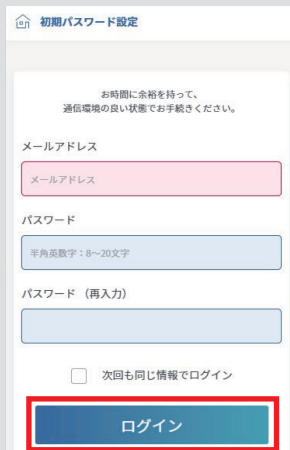 初期パスワード設定
お時間に余裕を持って、
通信環境の良い状態でお手続きください。
メールアドレス
メールアドレス
パスワード
半角英数字：8～20文字
パスワード （再入力）
次回も同じ情報でログイン
ログイン